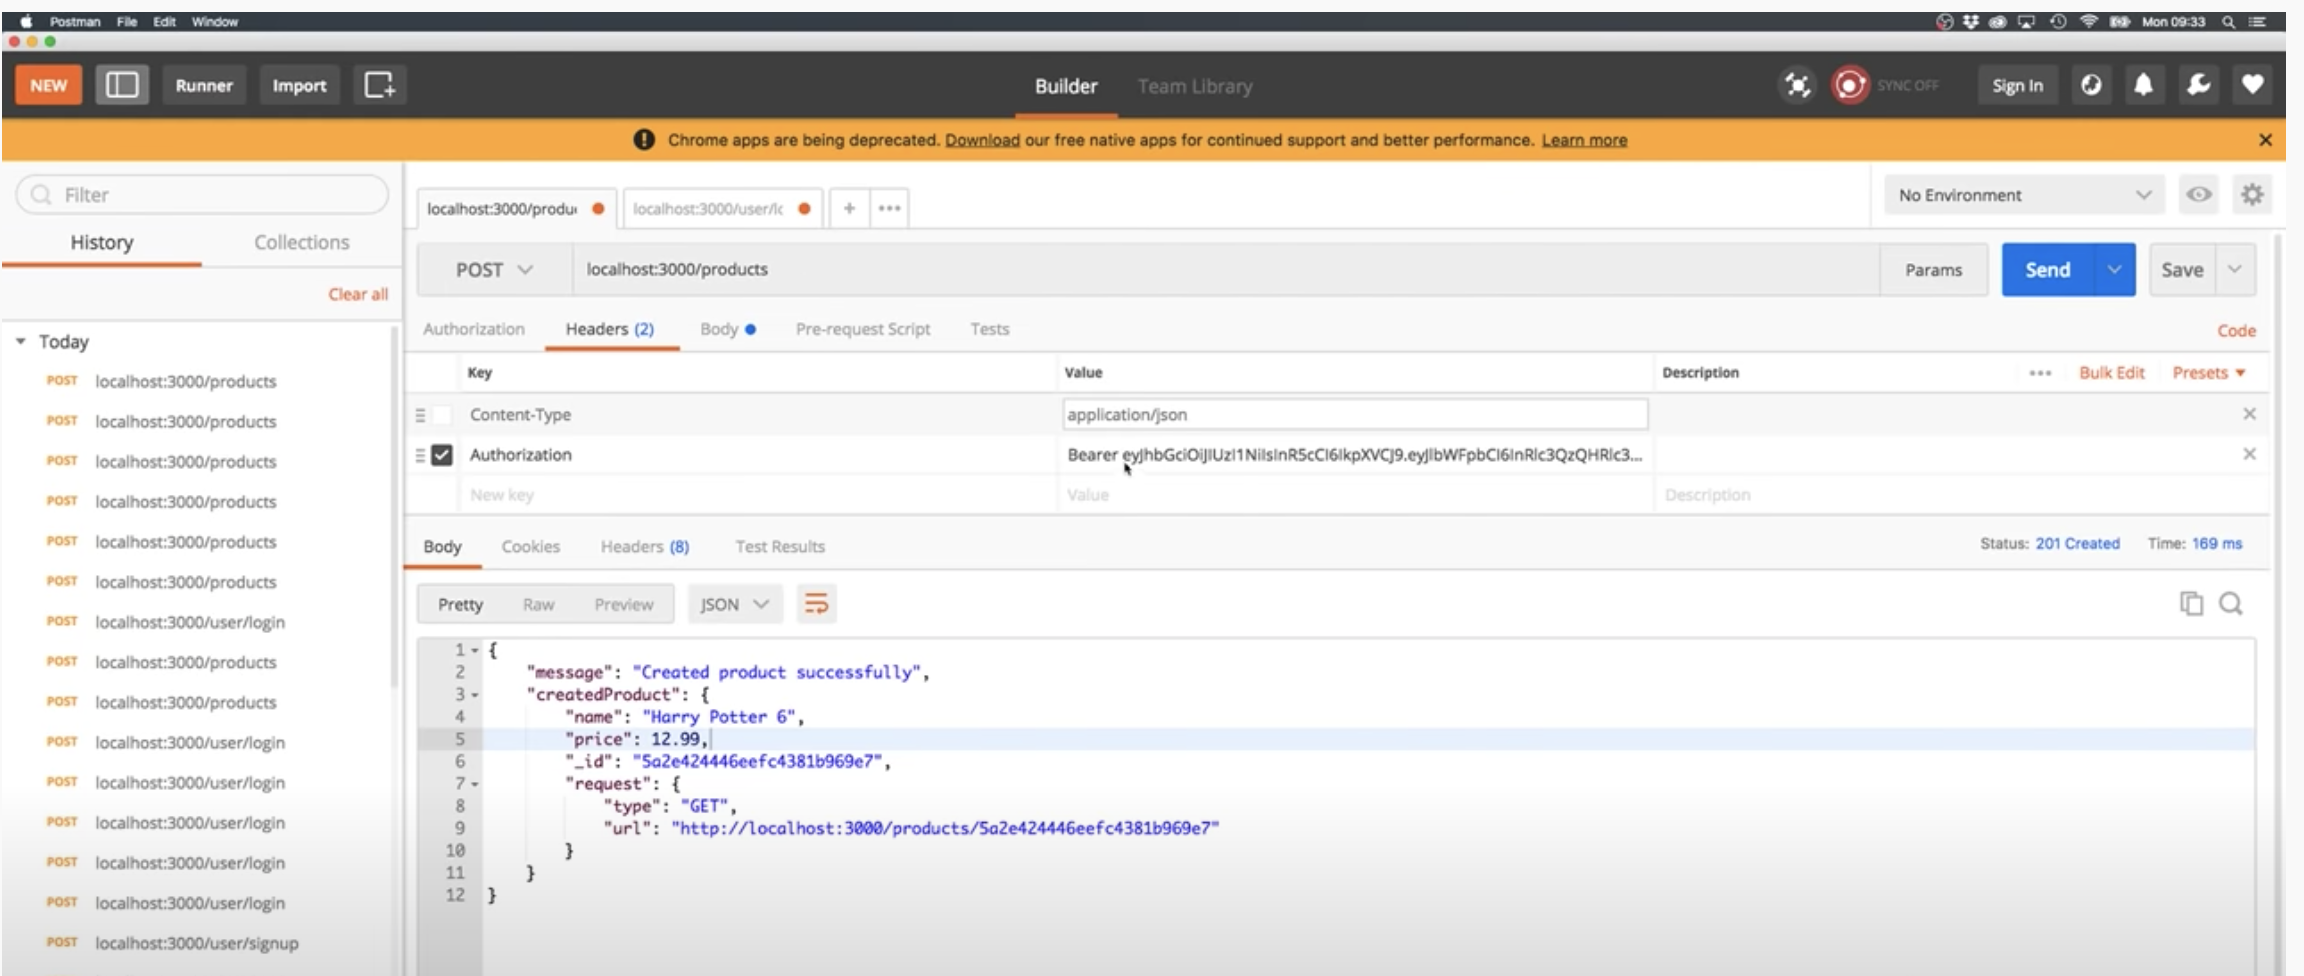 Postman File Edit Window
Mon 09:33
NEW Runner Import Builder Team Library SYNC OFF Sign In
Chrome apps are being deprecated. Download our free native apps for continued support and better performance. Learn more
Filter
History Collections
Clear all
Today
POST localhost:3000/products
POST localhost:3000/products
POST localhost:3000/products
POST localhost:3000/products
POST localhost:3000/products
POST localhost:3000/products
POST localhost:3000/user/login
POST localhost:3000/products
POST localhost:3000/products
POST localhost:3000/user/login
POST localhost:3000/user/login
POST localhost:3000/user/login
POST localhost:3000/user/login
POST localhost:3000/user/login
POST localhost:3000/user/signup
localhost:3000/produ localhost:3000/user/lo + •••
No Environment
POST localhost:3000/products Params Send Save
Authorization Headers (2) Body Pre-request Script Tests Code
Key Value Description ••• Bulk Edit Presets
Content-Type application/json
Authorization Bearer
New key Value Description
Body Cookies Headers (8) Test Results Status: 201 Created Time: 169 ms
Pretty Raw Preview JSON
1 {
2 "message": "Created product successfully",
3 "createdProduct": {
4 "name": "Harry Potter 6",
5 "price": 12.99,
6 "_id": "5a2e424446eefc4381b969e7",
7 "request": {
8 "type": "GET",
9 "url": "http://localhost:3000/products/5a2e424446eefc4381b969e7"
10 }
11 }
12 }